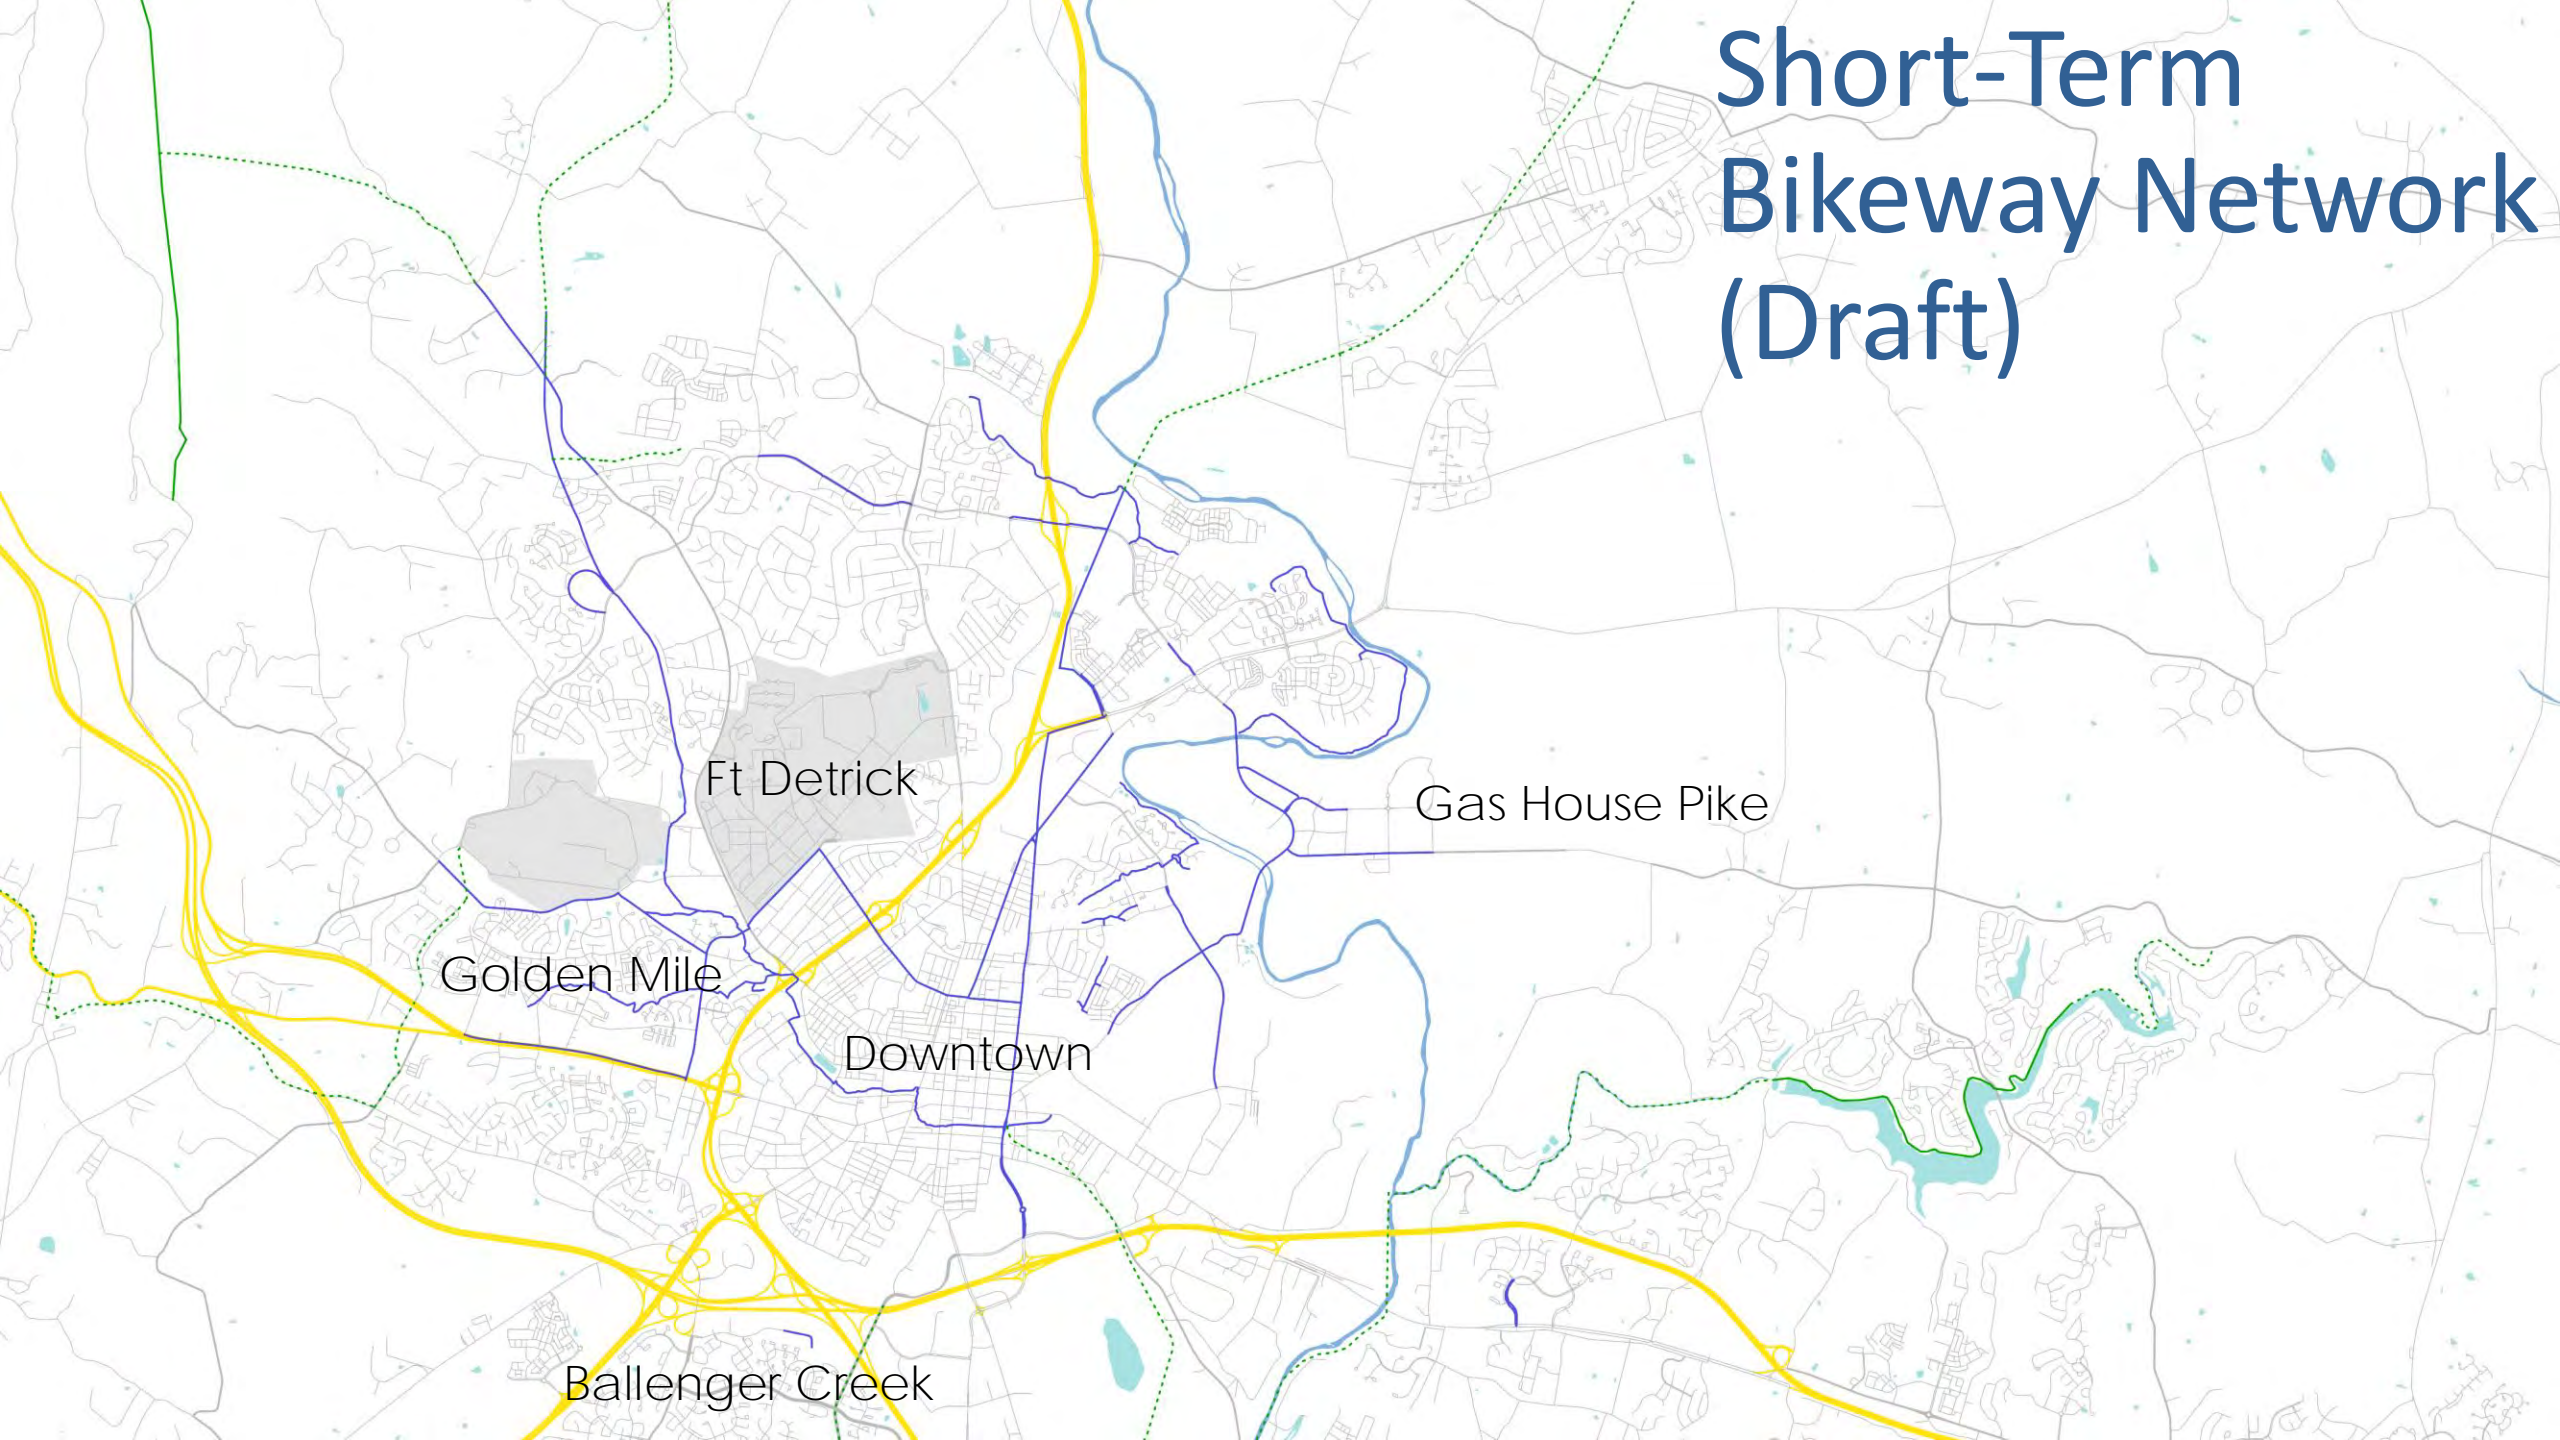 Short-Term
Bikeway Network
(Draft)
Ft Detrick
Gas House Pike
Golden Mile
Downtown
Ballenger Creek